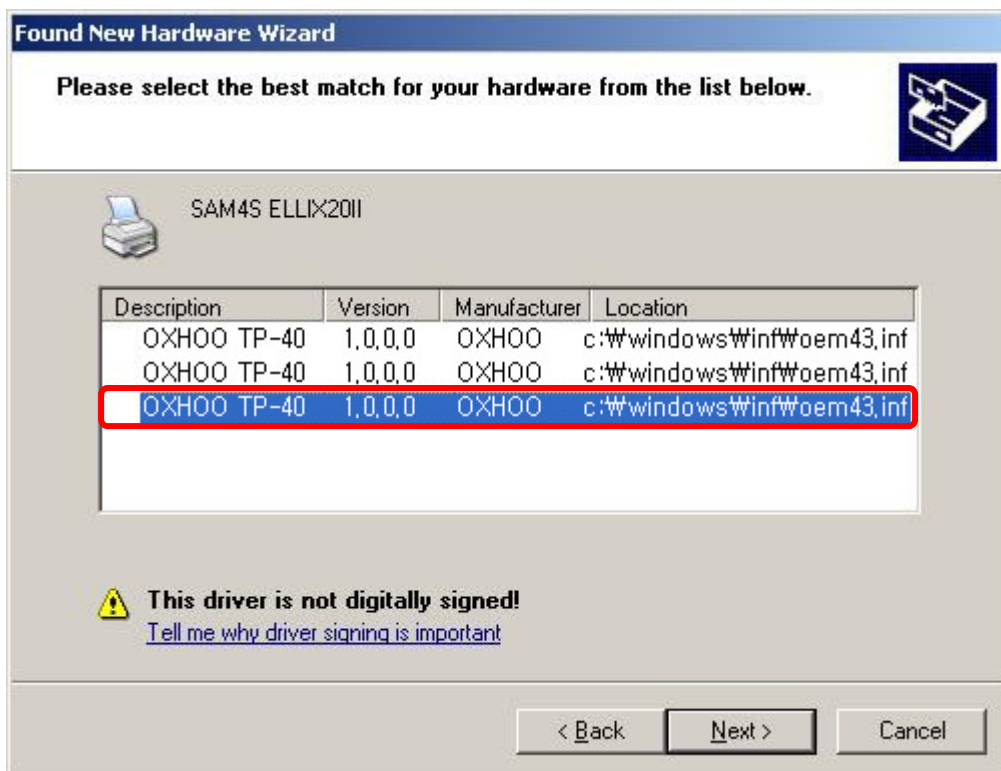 Found New Hardware Wizard
Please select the best match for your hardware from the list below.
SAM4S ELLIX20II
Description Version Manufacturer Location
OXHOO TP-40 1,0,0,0 OXHOO c:₩windows₩inf₩oem43,inf
OXHOO TP-40 1,0,0,0 OXHOO c:₩windows₩inf₩oem43,inf
OXHOO TP-40 1,0,0,0 OXHOO c:₩windows₩inf₩oem43,inf
This driver is not digitally signed!
Tell me why driver signing is important
< Back Next > Cancel